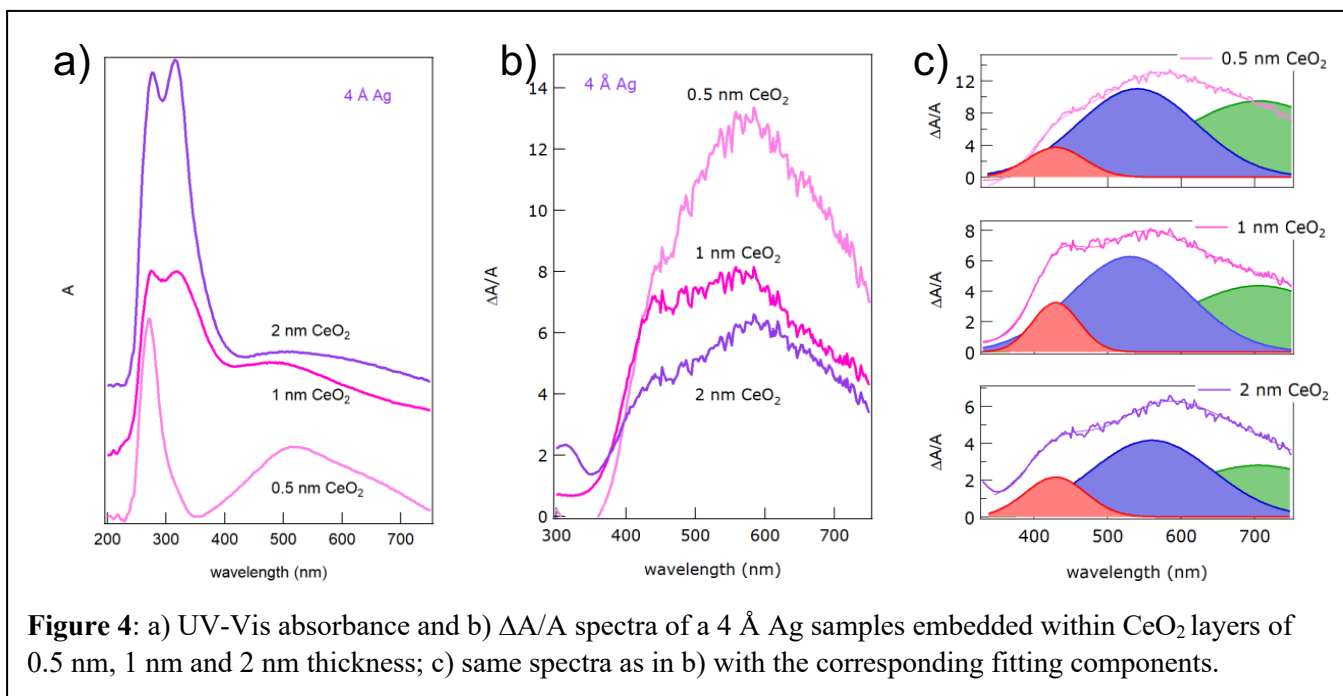 a)
4 Å Ag
A
2 nm CeO₂
1 nm CeO₂
0.5 nm CeO₂
200 300 400 500 600 700
wavelength (nm)
b)
4 Å Ag
ΔA/A
14
12
10
8
6
4
2
0
0.5 nm CeO₂
1 nm CeO₂
2 nm CeO₂
300 400 500 600 700
wavelength (nm)
c)
0.5 nm CeO₂
ΔA/A
12
8
4
0
1 nm CeO₂
ΔA/A
8
6
4
2
0
2 nm CeO₂
ΔA/A
6
4
2
0
400 500 600 700
wavelength (nm)
Figure 4: a) UV-Vis absorbance and b) ΔA/A spectra of a 4 Å Ag samples embedded within CeO₂ layers of
0.5 nm, 1 nm and 2 nm thickness; c) same spectra as in b) with the corresponding fitting components.